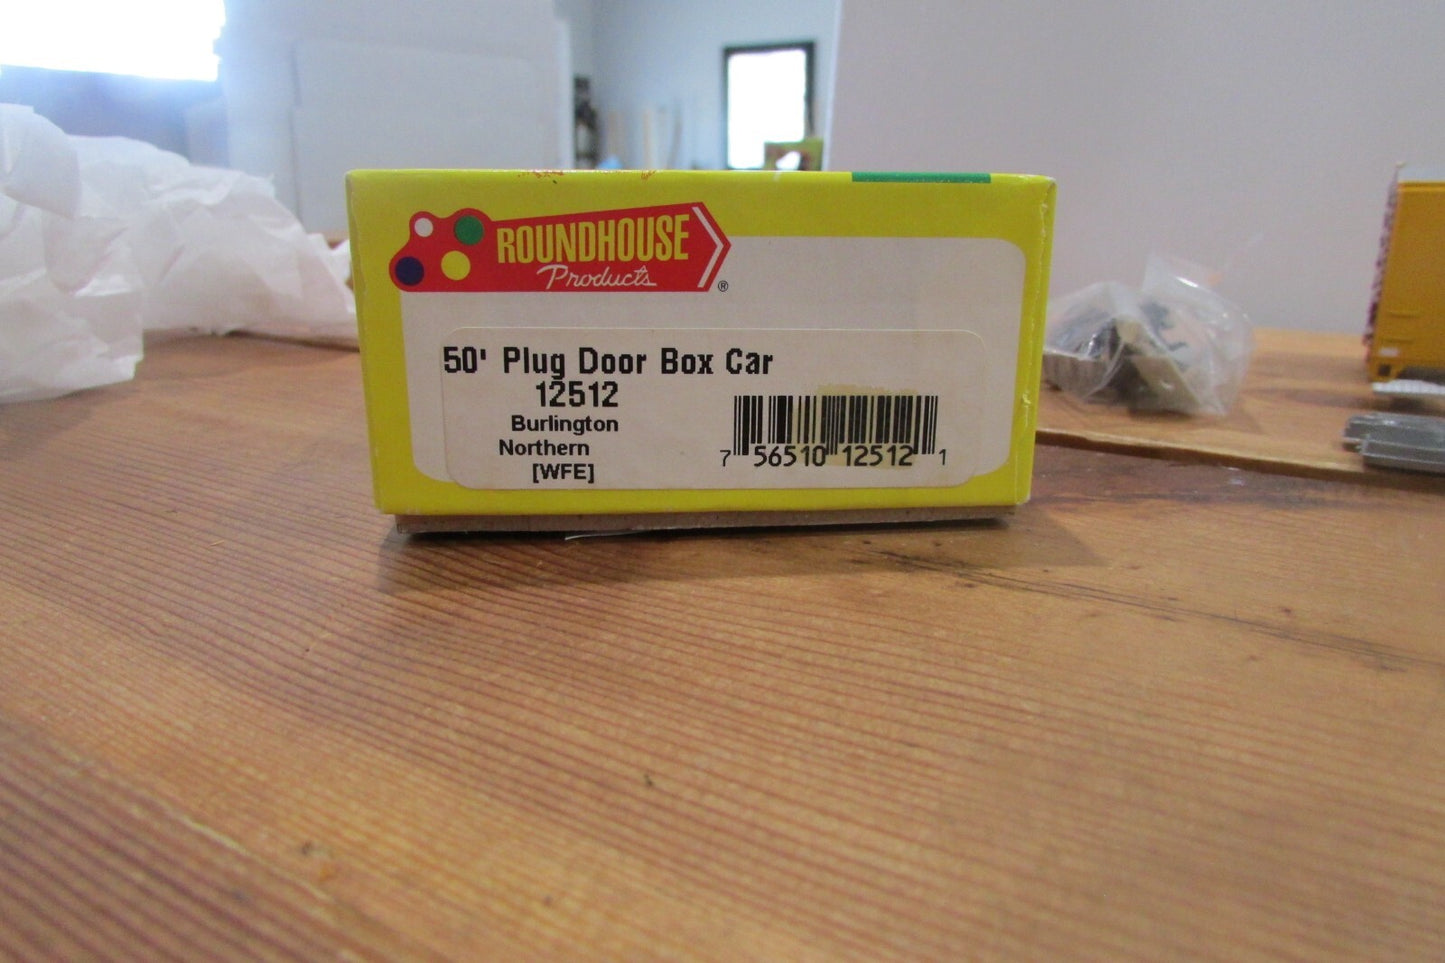 ROUNDHOUSE
Products
®
50' Plug Door Box Car
12512
Burlington
Northern
[WFE]
7 56510 12512 1